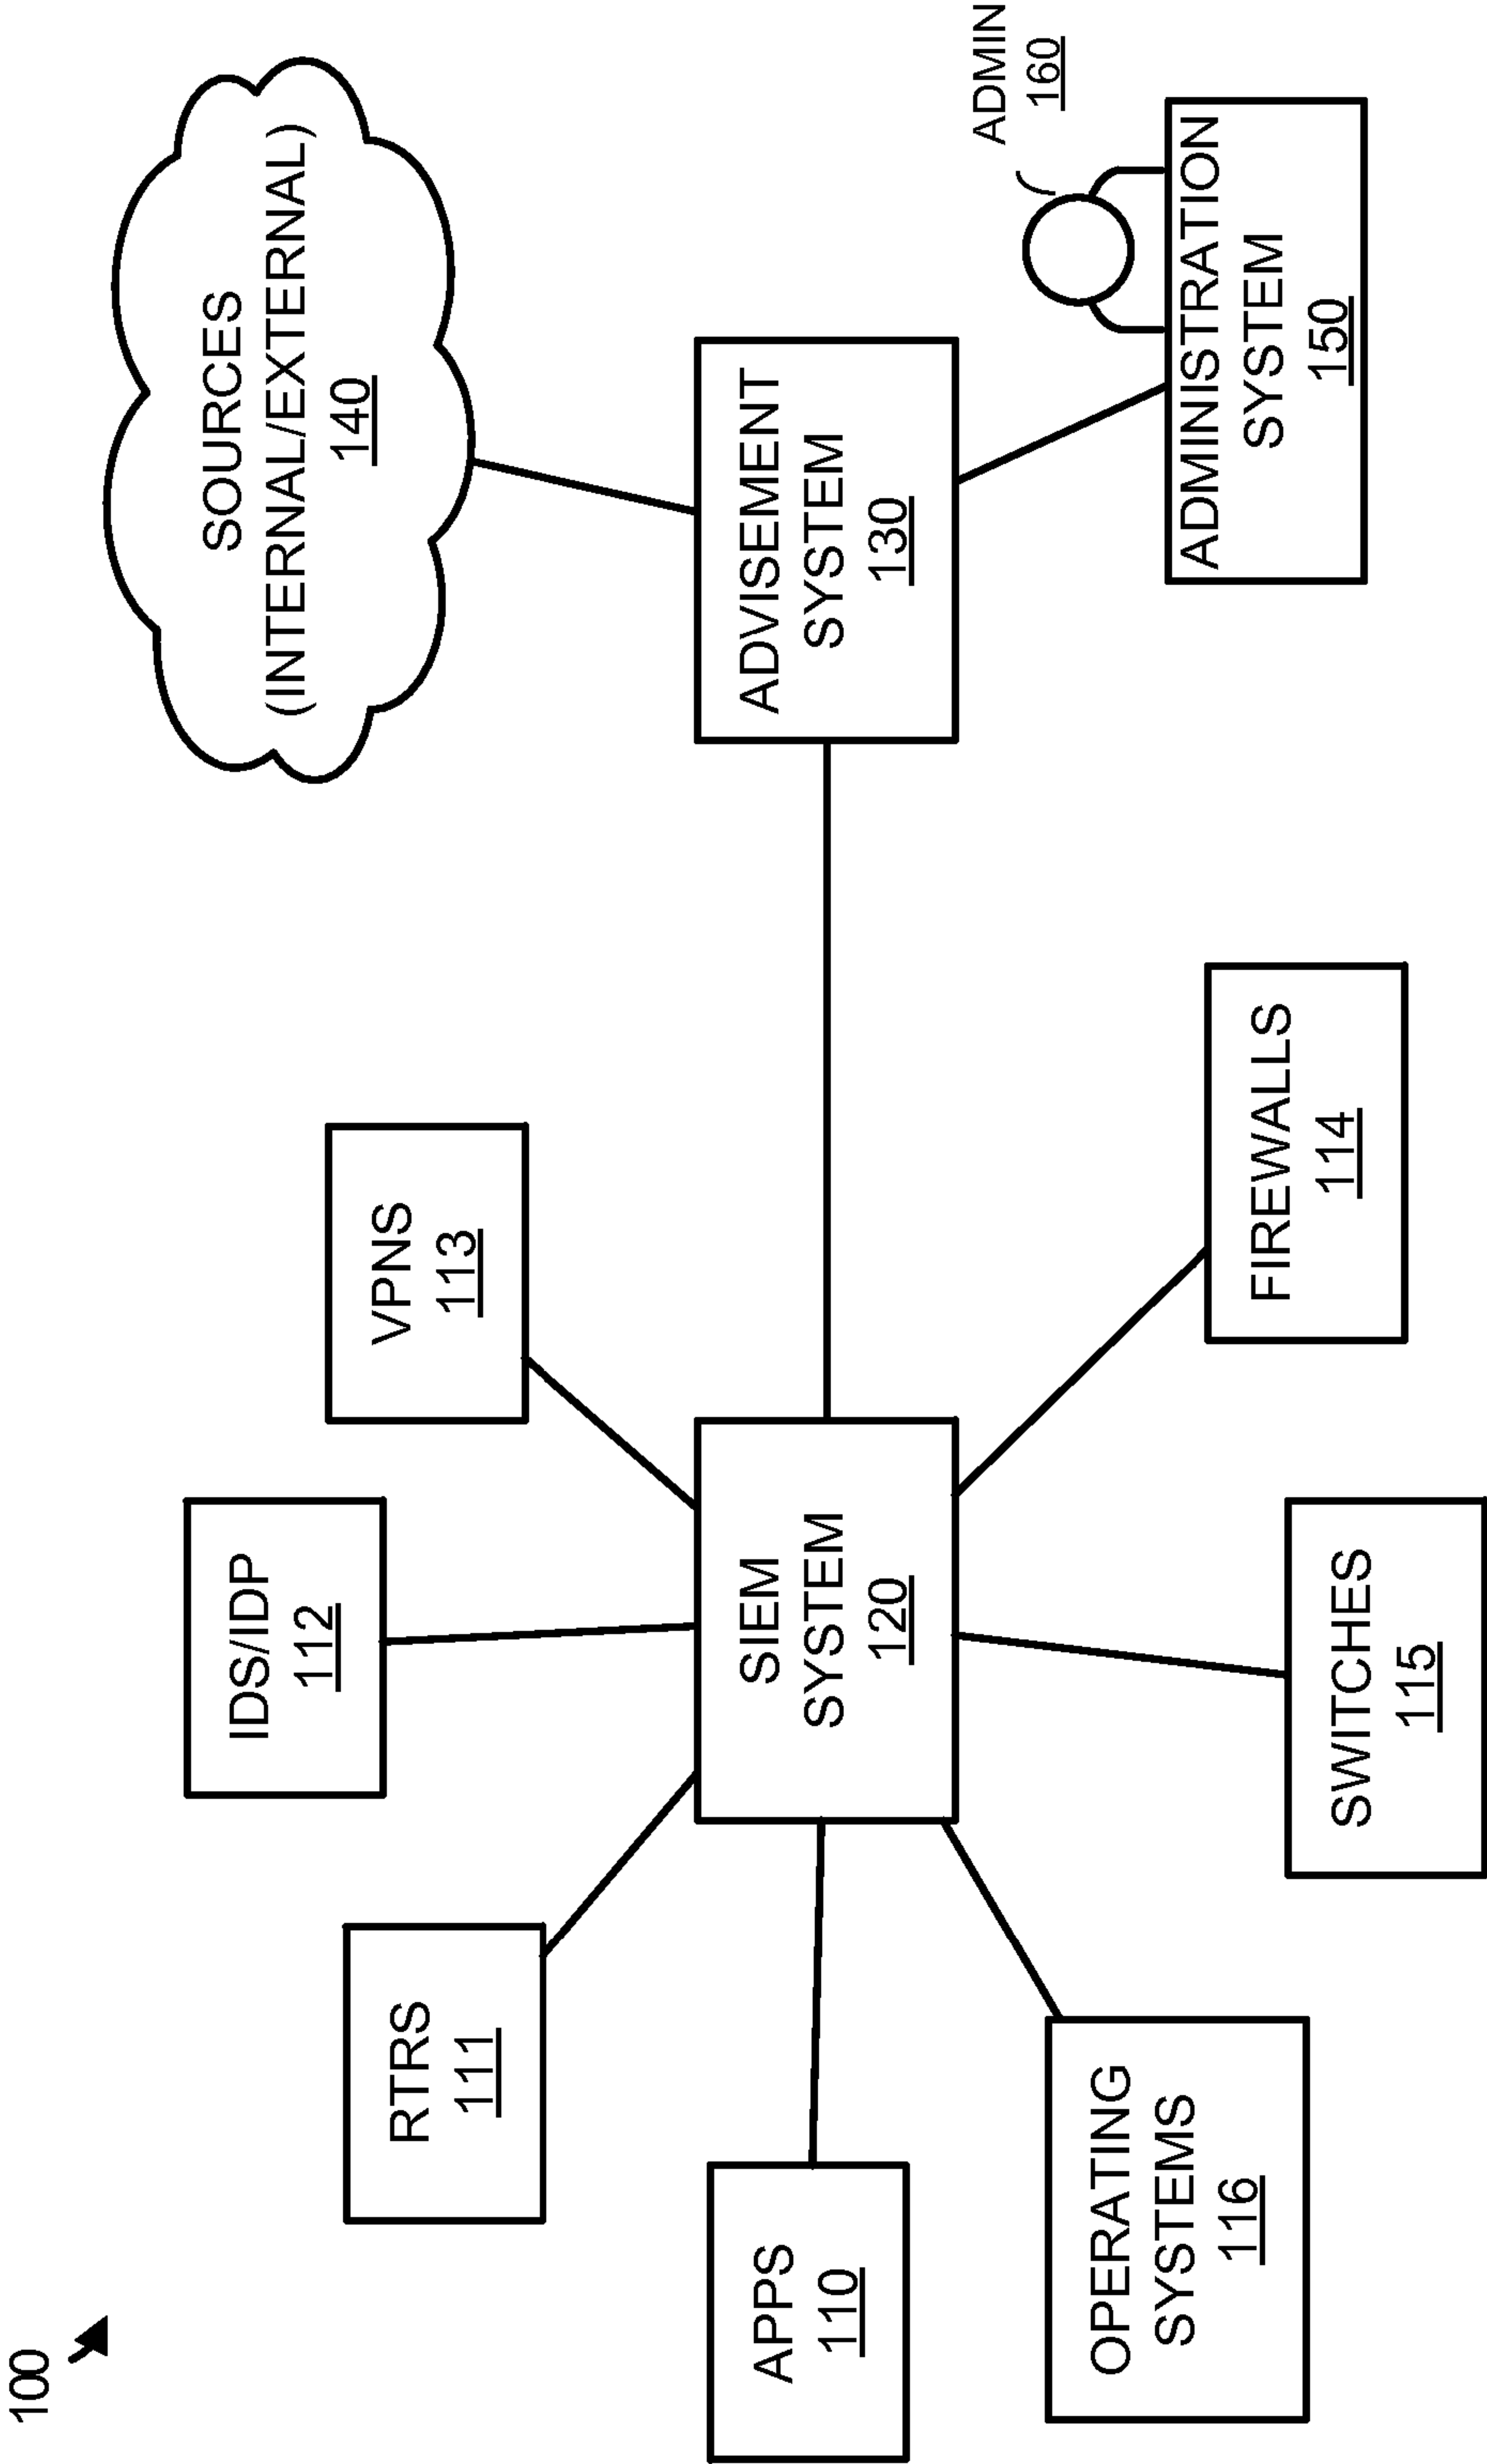 100
SOURCES
(INTERNAL/EXTERNAL)
140
IDS/IDP
112
VPNS
113
RTRS
111
APPS
110
SIEM
SYSTEM
120
ADVISEMENT
SYSTEM
130
ADMIN
160
ADMINISTRATION
SYSTEM
150
OPERATING
SYSTEMS
116
SWITCHES
115
FIREWALLS
114